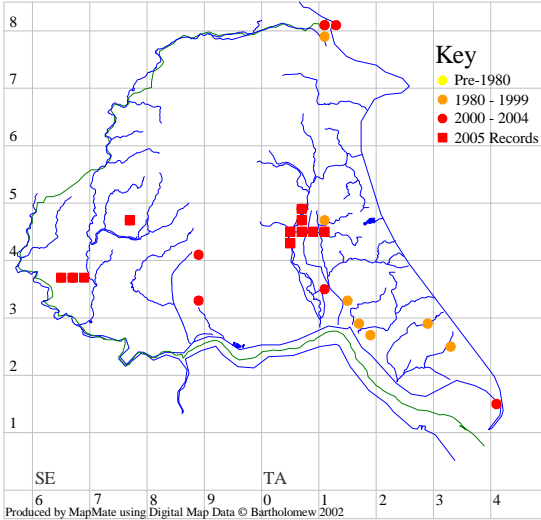 8
Key
7
Pre-1980
1980 - 1999
2000 - 2004
6
2005 Records
5
4
3
2
1
SE TA
6 7 8 9 0 1 2 3 4
Produced by MapMate using Digital Map Data © Bartholomew 2002